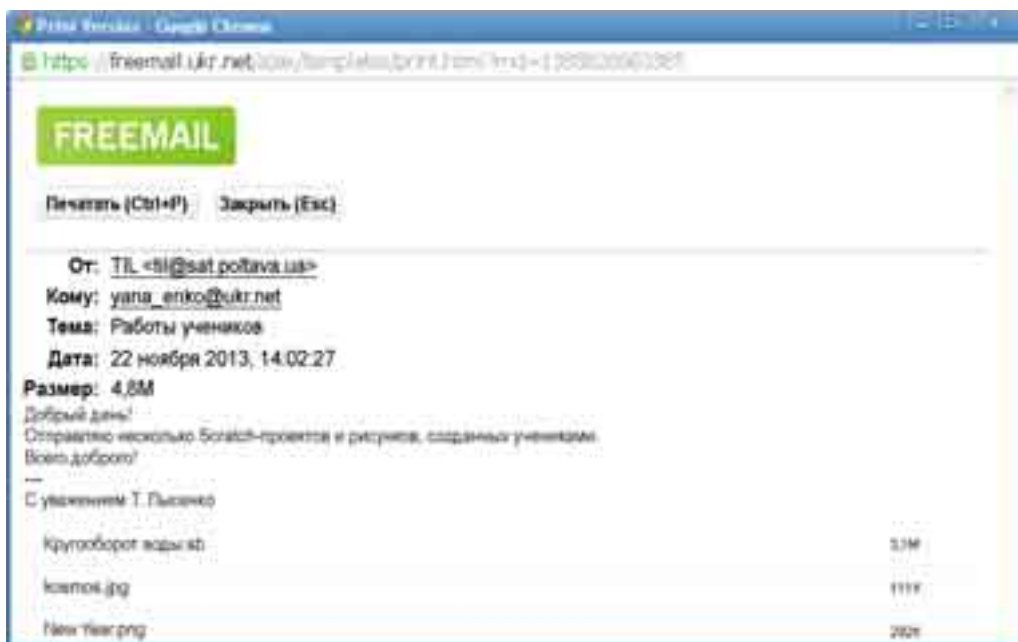 Print Version - Google Chrome
https://freemail.ukr.net
FREEMAIL
Печатать (Ctrl+P) Закрыть (Esc)
От: TIL <til@sat.poltava.ua>
Кому: yana_enko@ukr.net
Тема: Работы учеников
Дата: 22 ноября 2013, 14:02:27
Размер: 4,8M
Добрый день!
Отправляю несколько Scratch-проектов и рисунков, созданных учениками.
Всего доброго!
---
С уважением Т. Лысенко
Кругооборот воды.sb
kosmos.jpg
New Year.png